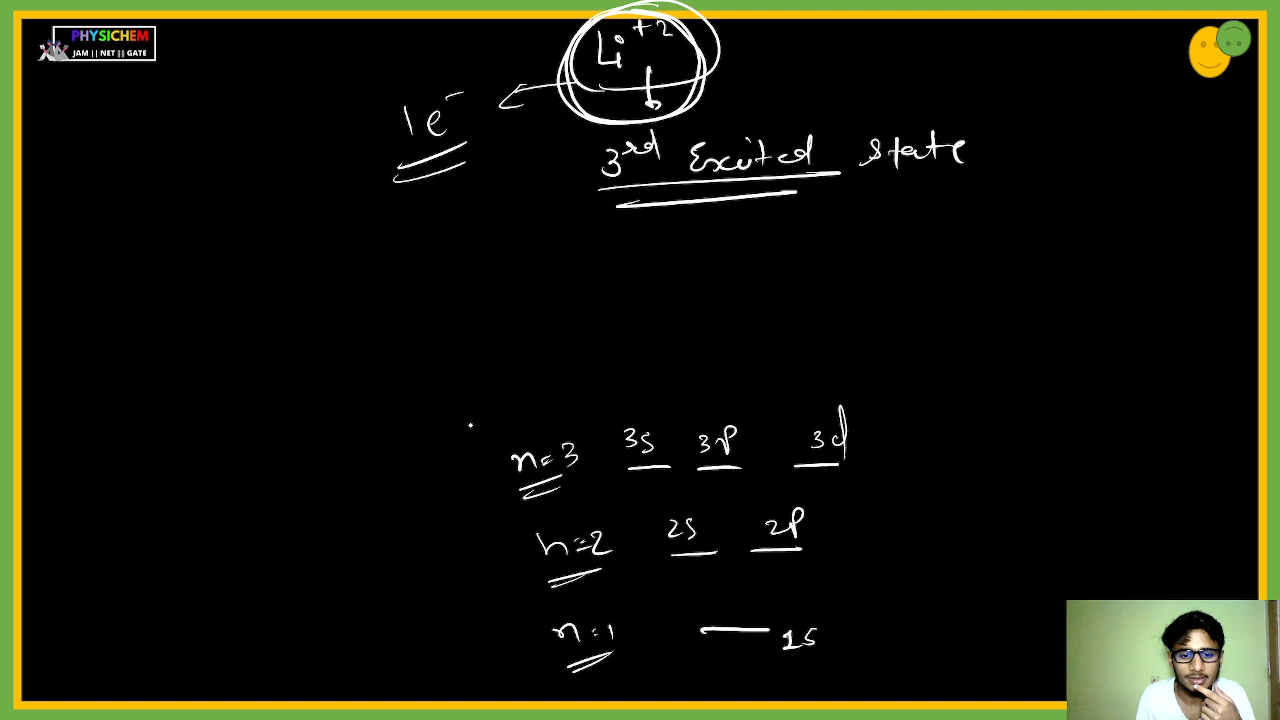 PHYSICHEM
JAM || NET || GATE
Li+2
1e-
3rd Excited State
n=3 3s 3p 3d
n=2 2s 2p
n=1 1s